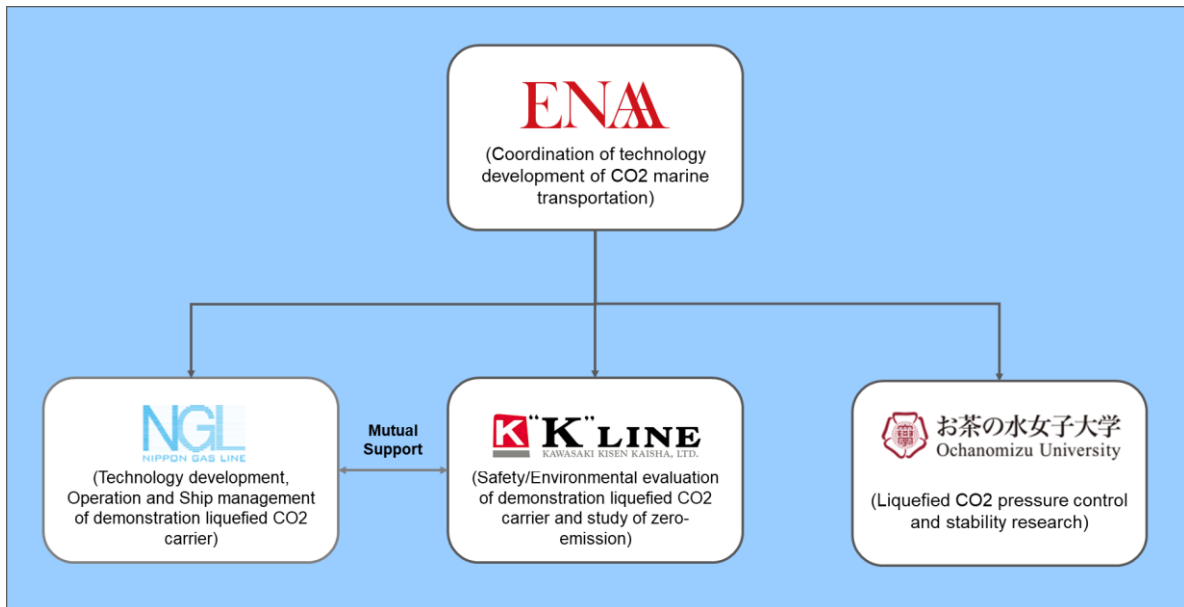 ENAA
(Coordination of technology
development of CO2 marine
transportation)
NGL
NIPPON GAS LINE
(Technology development,
Operation and Ship management
of demonstration liquefied CO2
carrier)
Mutual
Support
K "K" LINE
KAWASAKI KISEN KAISHA, LTD.
(Safety/Environmental evaluation
of demonstration liquefied CO2
carrier and study of zero-
emission)
お茶の水女子大学
Ochanomizu University
(Liquefied CO2 pressure control
and stability research)